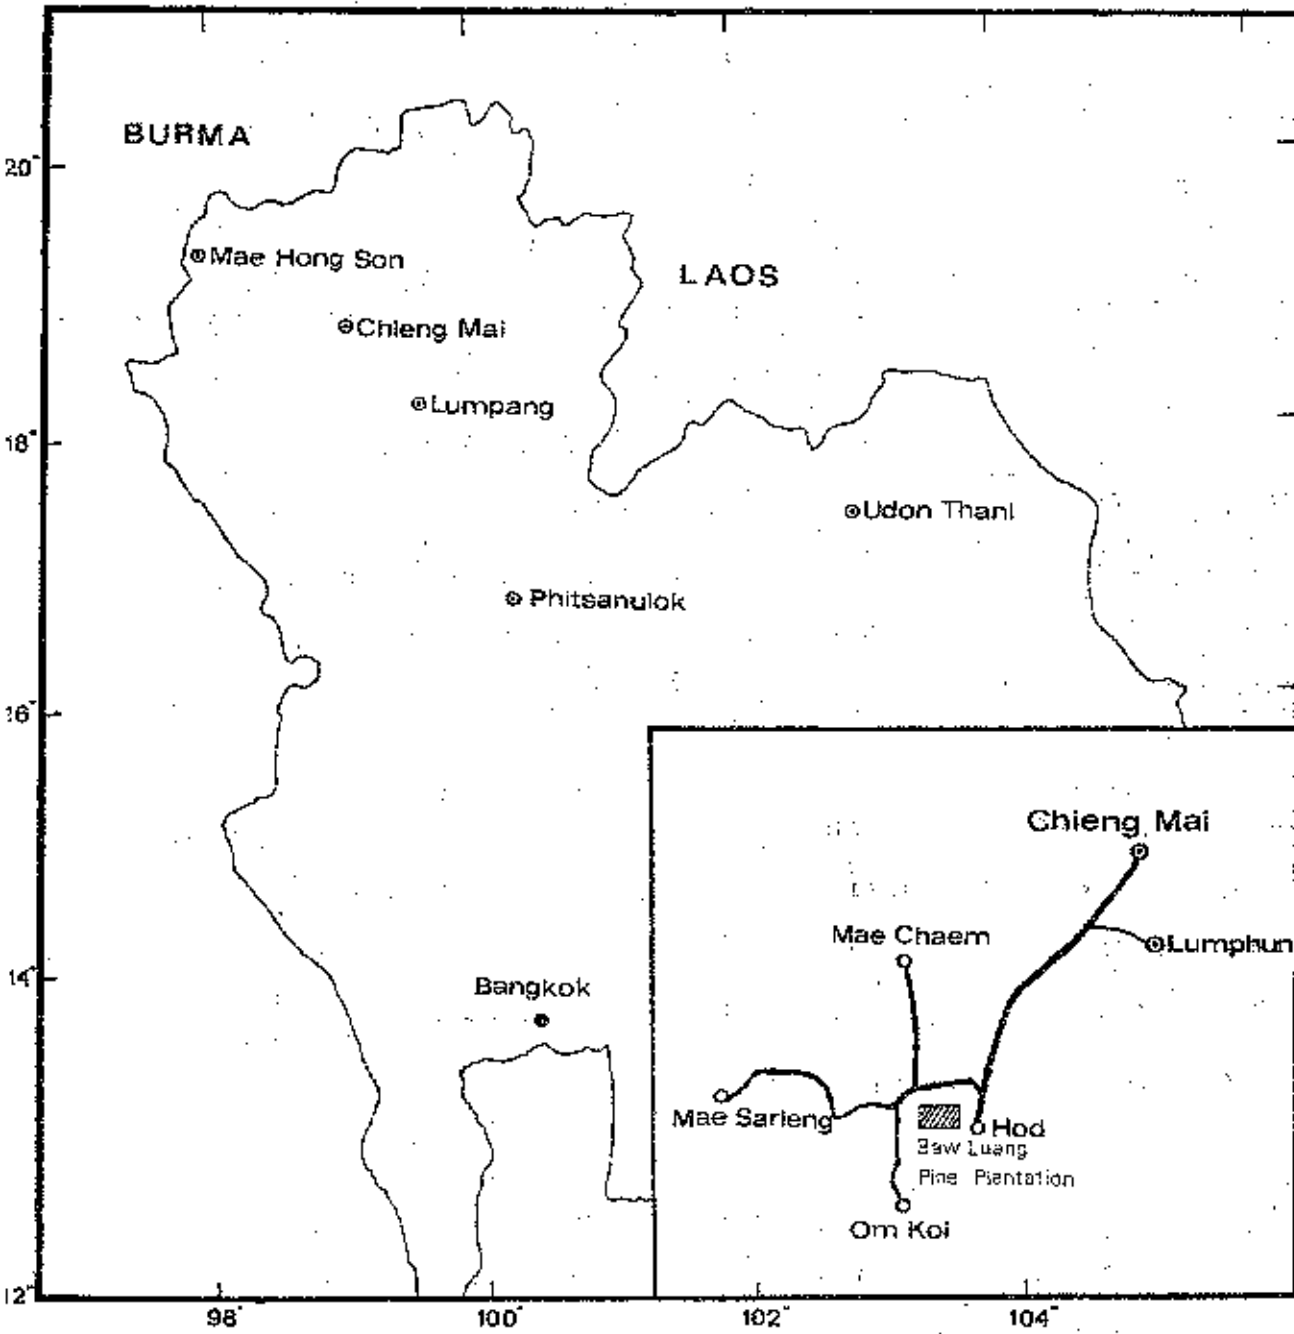 BURMA
20°
Mae Hong Son
LAOS
Chieng Mai
Lumpang
18°
Udon Thani
Phitsanulok
16°
Chieng Mai
Mae Chaem
Lumphun
14°
Bangkok
Mae Sarieng
Hod
Baw Luang
Pine Plantation
Om Koi
12°
98°
100°
102°
104°